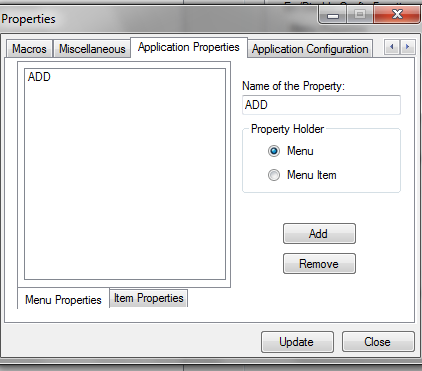 Properties
Macros Miscellaneous Application Properties Application Configuration
ADD
Name of the Property:
ADD
Property Holder
Menu
Menu Item
Add
Remove
Menu Properties Item Properties
Update Close